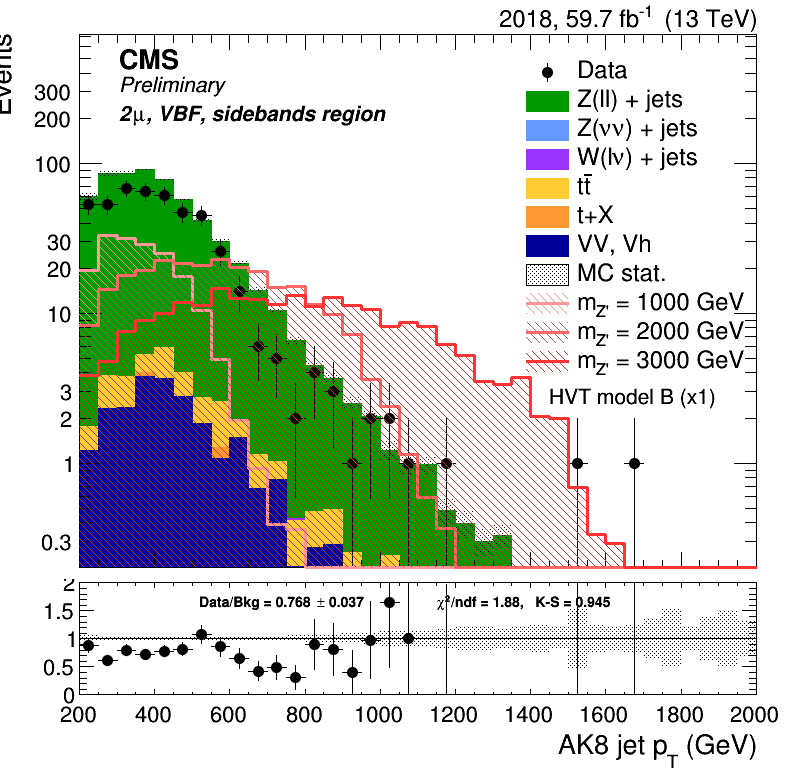 2018, 59.7 fb⁻¹ (13 TeV)
Events
CMS
Preliminary
2μ, VBF, sidebands region
Data
Z(ll) + jets
Z(νν) + jets
W(lν) + jets
tt̄
t+X
VV, Vh
MC stat.
m_Z' = 1000 GeV
m_Z' = 2000 GeV
m_Z' = 3000 GeV
HVT model B (x1)
300
200
100
30
20
10
3
2
1
0.3
Data/Bkg = 0.768 ± 0.037
χ²/ndf = 1.88, K-S = 0.945
2
1.5
1
0.5
0
200 400 600 800 1000 1200 1400 1600 1800 2000
AK8 jet p_T (GeV)